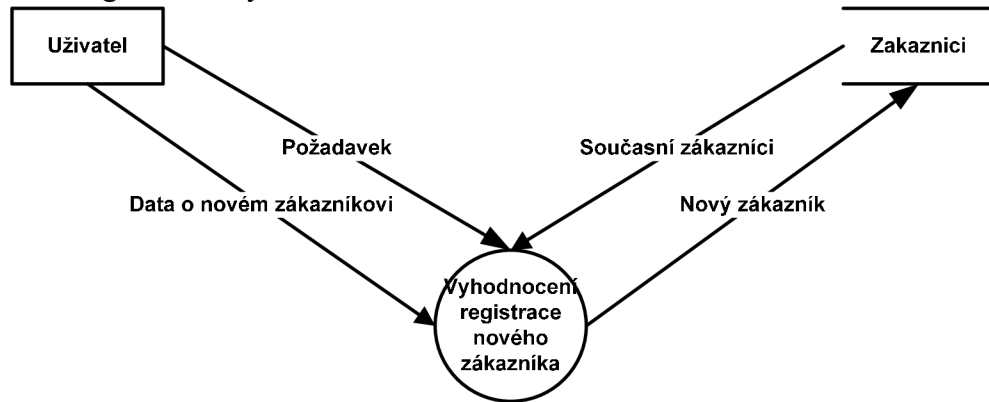 Uživatel
Zakaznici
Požadavek
Současní zákazníci
Data o novém zákazníkovi
Nový zákazník
Vyhodnocení
registrace
nového
zákazníka